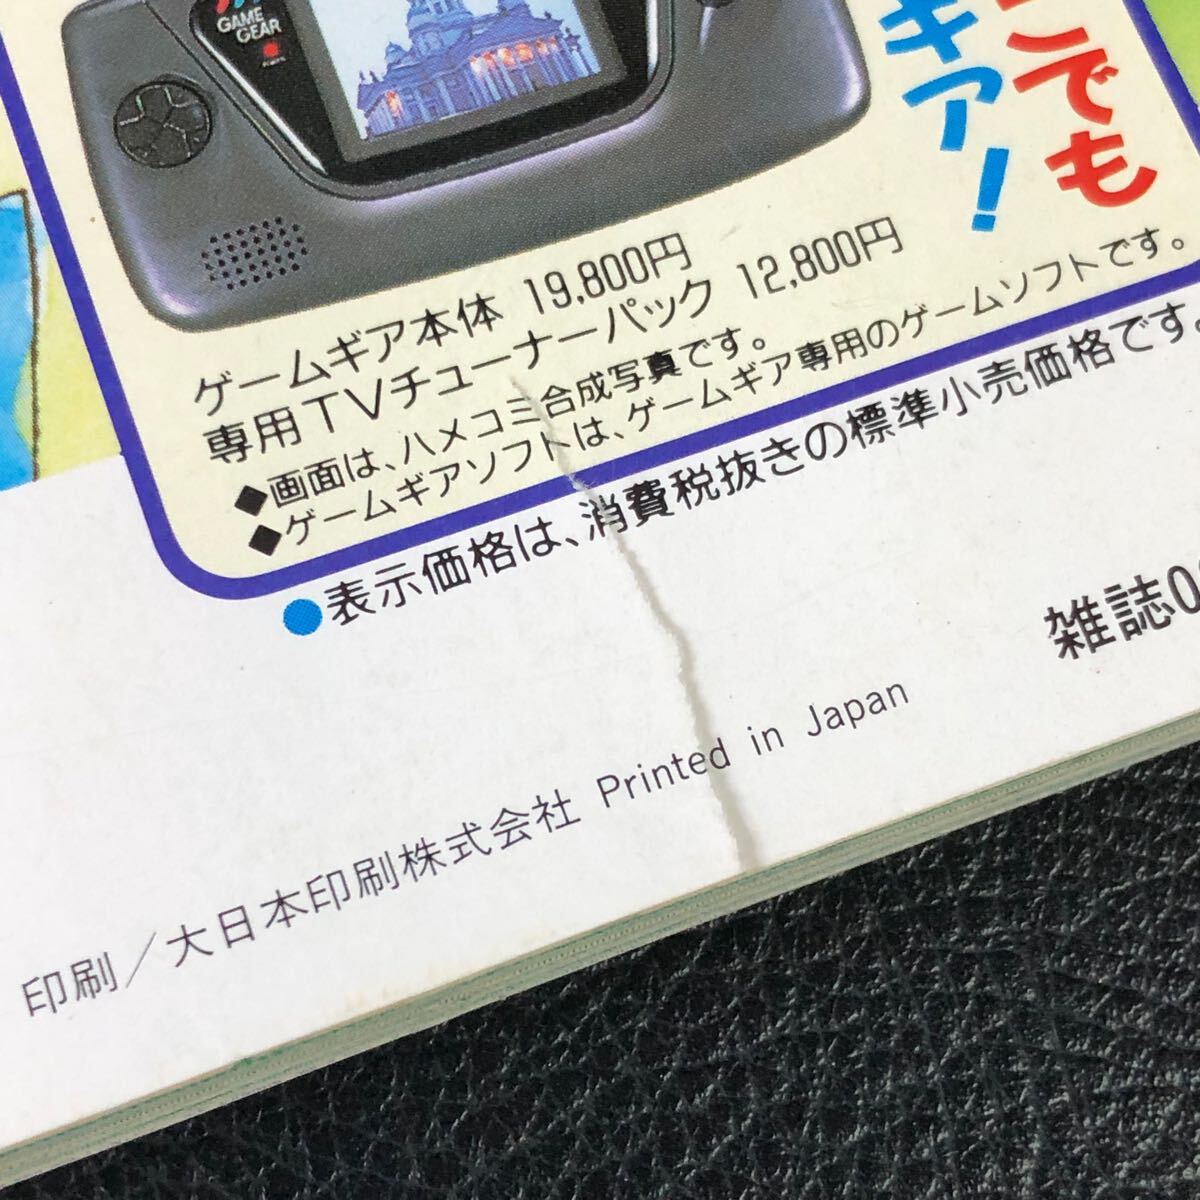 GAME
GEAR
こでも
ギア!
ゲームギア本体 19,800円
専用TVチューナーパック 12,800円
◆画面は、ハメコミ合成写真です。
◆ゲームギアソフトは、ゲームギア専用のゲームソフトです。
●表示価格は、消費税抜きの標準小売価格です。
雑誌0
印刷/大日本印刷株式会社 Printed in Japan